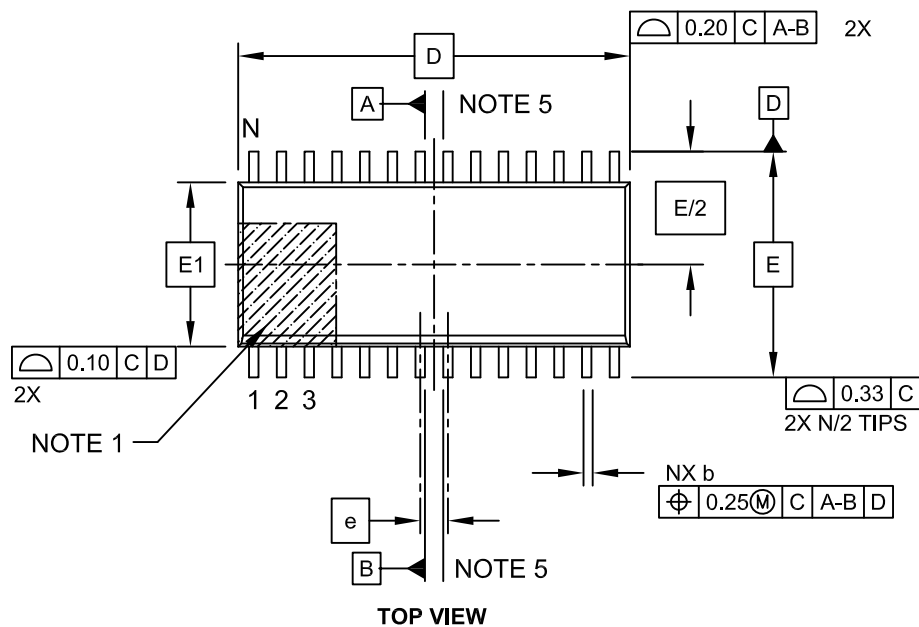 ⌓ 0.20 C A-B 2X
D
A NOTE 5
D
N
E/2
E1
E
⌓ 0.10 C D
2X
1 2 3
⌓ 0.33 C
2X N/2 TIPS
NOTE 1
NX b
⌖ 0.25Ⓜ C A-B D
e
B NOTE 5
TOP VIEW